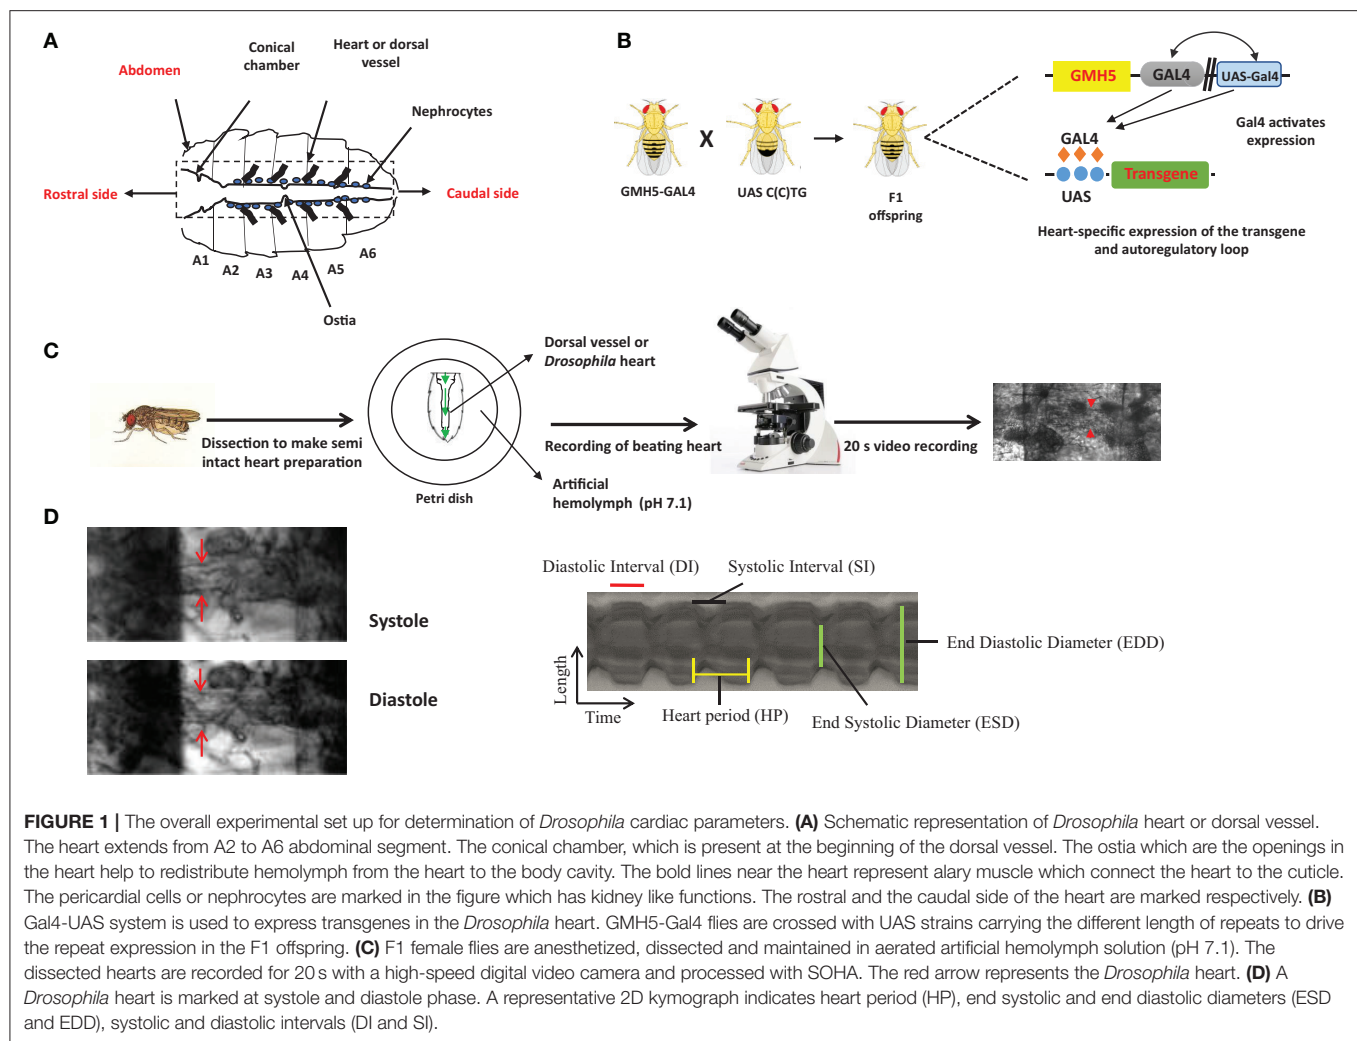 A
Abdomen
Conical
chamber
Heart or dorsal
vessel
Nephrocytes
Rostral side
Caudal side
A1
A2
A3
A4
A5
A6
Ostia
B
X
GMH5-GAL4
UAS C(C)TG
F1
offspring
GMH5
GAL4
UAS-Gal4
GAL4
Gal4 activates
expression
UAS
Transgene
Heart-specific expression of the transgene
and autoregulatory loop
C
Dissection to make semi
intact heart preparation
Dorsal vessel or
Drosophila heart
Petri dish
Artificial
hemolymph (pH 7.1)
Recording of beating heart
20 s video recording
D
Systole
Diastole
Diastolic Interval (DI)
Systolic Interval (SI)
Length
Time
Heart period (HP)
End Diastolic Diameter (EDD)
End Systolic Diameter (ESD)
FIGURE 1 | The overall experimental set up for determination of Drosophila cardiac parameters. (A) Schematic representation of Drosophila heart or dorsal vessel.
The heart extends from A2 to A6 abdominal segment. The conical chamber, which is present at the beginning of the dorsal vessel. The ostia which are the openings in
the heart help to redistribute hemolymph from the heart to the body cavity. The bold lines near the heart represent alary muscle which connect the heart to the cuticle.
The pericardial cells or nephrocytes are marked in the figure which has kidney like functions. The rostral and the caudal side of the heart are marked respectively. (B)
Gal4-UAS system is used to express transgenes in the Drosophila heart. GMH5-Gal4 flies are crossed with UAS strains carrying the different length of repeats to drive
the repeat expression in the F1 offspring. (C) F1 female flies are anesthetized, dissected and maintained in aerated artificial hemolymph solution (pH 7.1). The
dissected hearts are recorded for 20 s with a high-speed digital video camera and processed with SOHA. The red arrow represents the Drosophila heart. (D) A
Drosophila heart is marked at systole and diastole phase. A representative 2D kymograph indicates heart period (HP), end systolic and end diastolic diameters (ESD
and EDD), systolic and diastolic intervals (DI and SI).